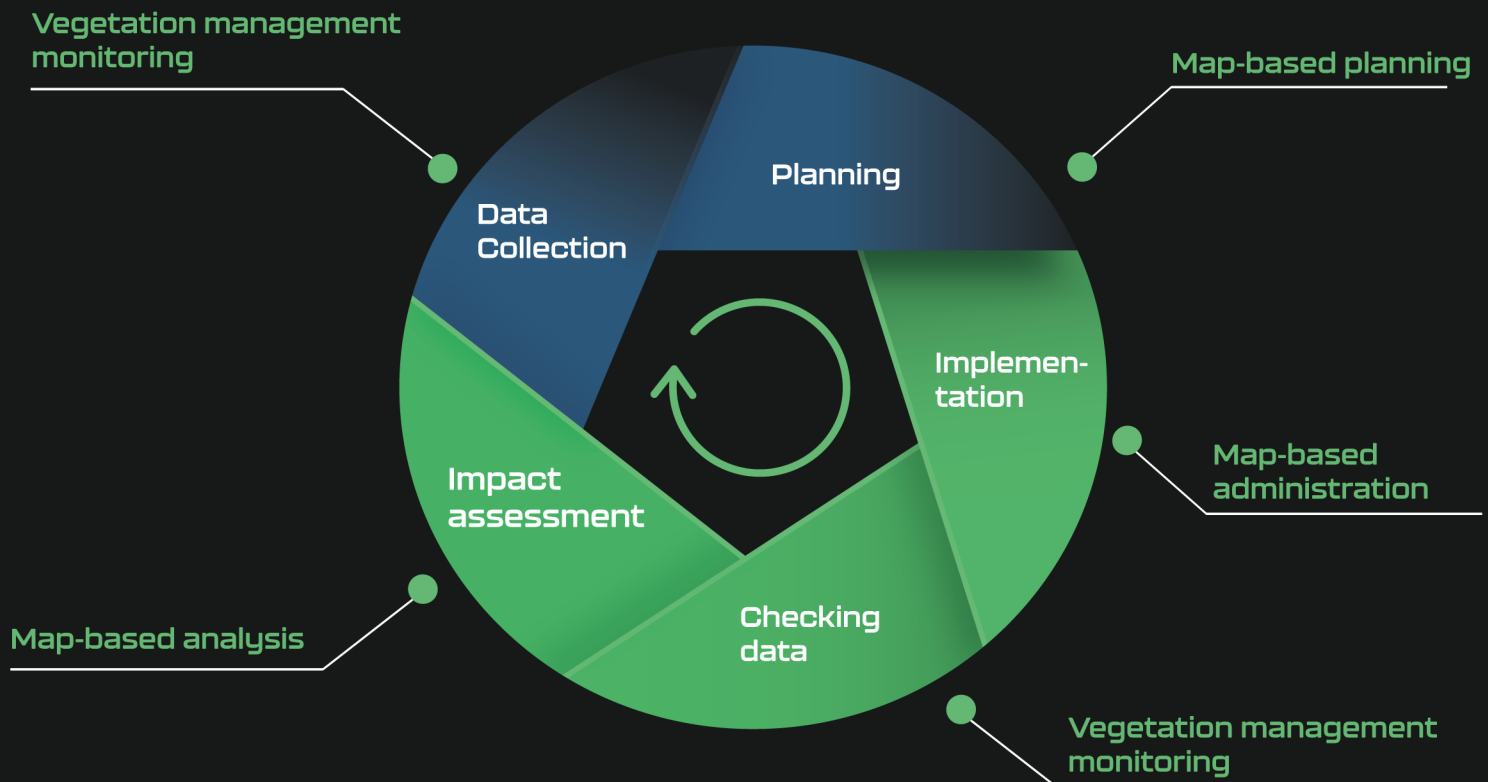 Vegetation management
monitoring
Map-based planning
Planning
Data
Collection
Implemen-
tation
Map-based
administration
Impact
assessment
Checking
data
Map-based analysis
Vegetation management
monitoring